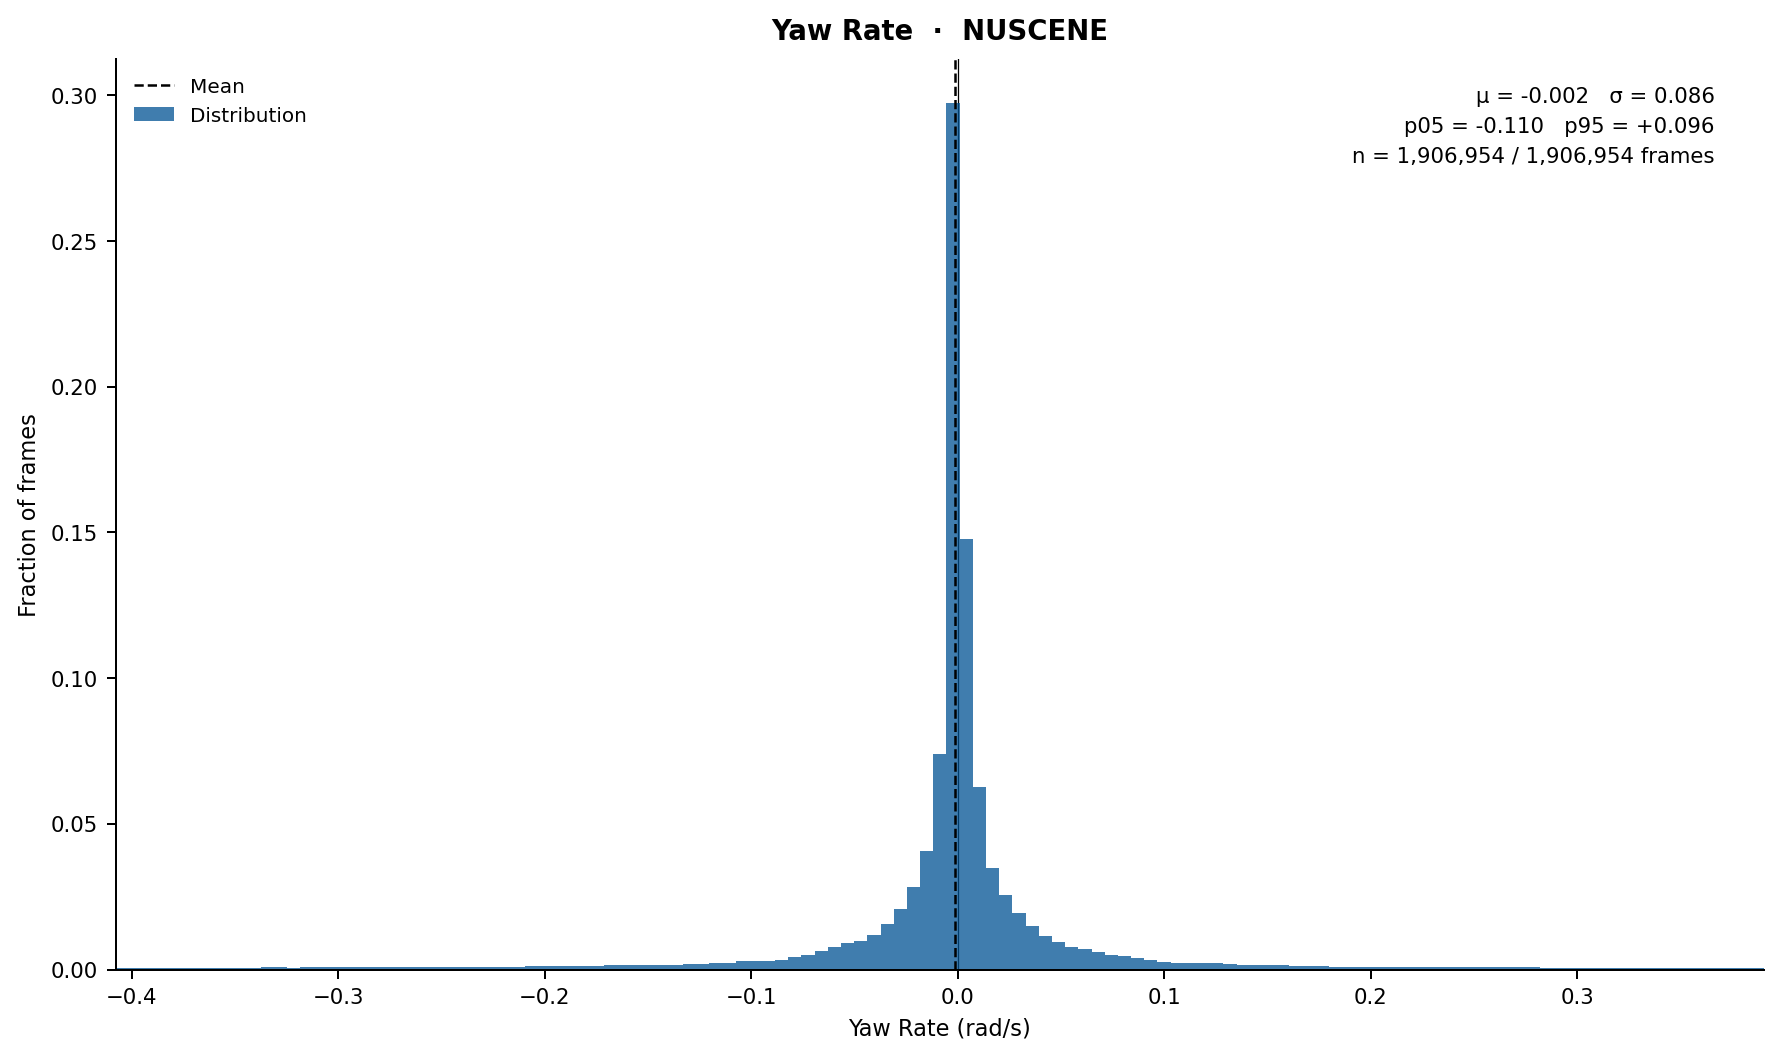 Yaw Rate · NUSCENE
Mean
Distribution
μ = -0.002 σ = 0.086
p05 = -0.110 p95 = +0.096
n = 1,906,954 / 1,906,954 frames
Fraction of frames
0.30
0.25
0.20
0.15
0.10
0.05
0.00
−0.4 −0.3 −0.2 −0.1 0.0 0.1 0.2 0.3
Yaw Rate (rad/s)